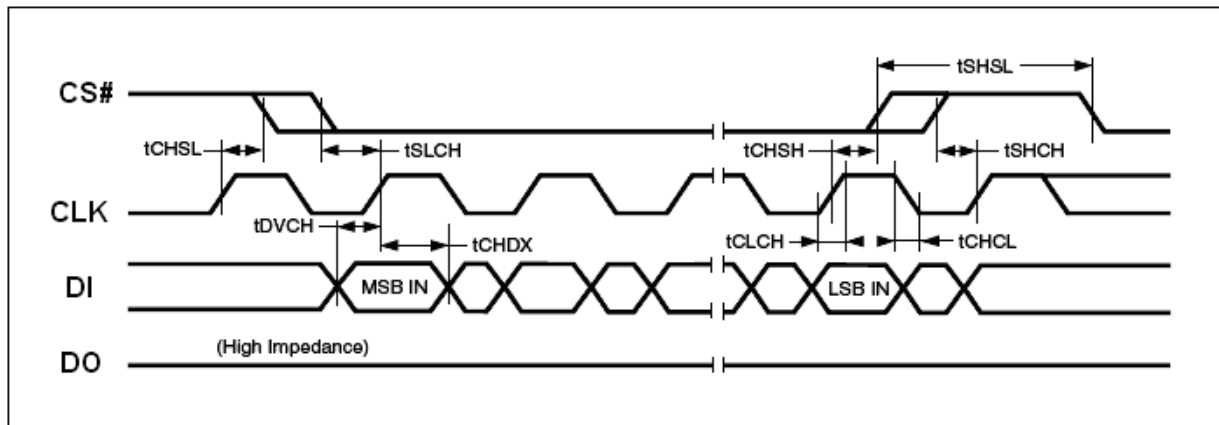 tSHSL
CS#
tCHSL
tSLCH
tCHSH
tSHCH
CLK
tDVCH
tCHDX
tCLCH
tCHCL
DI
MSB IN
LSB IN
(High Impedance)
DO